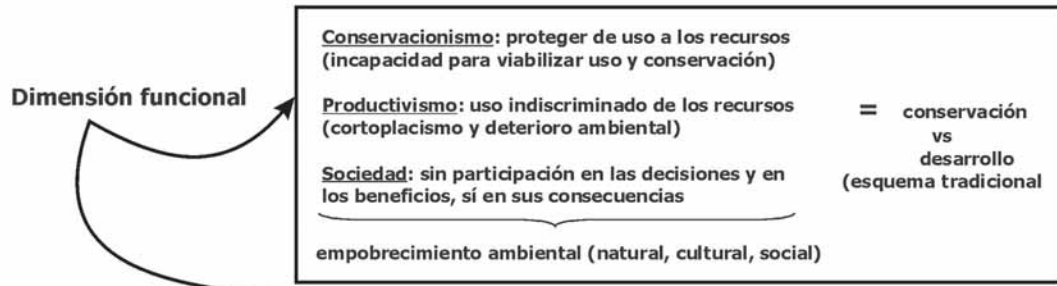 Dimensión funcional
Conservacionismo: proteger de uso a los recursos
(incapacidad para viabilizar uso y conservación)
Productivismo: uso indiscriminado de los recursos
(cortoplacismo y deterioro ambiental)
Sociedad: sin participación en las decisiones y en
los beneficios, sí en sus consecuencias
empobrecimiento ambiental (natural, cultural, social)
= conservación
vs
desarrollo
(esquema tradicional